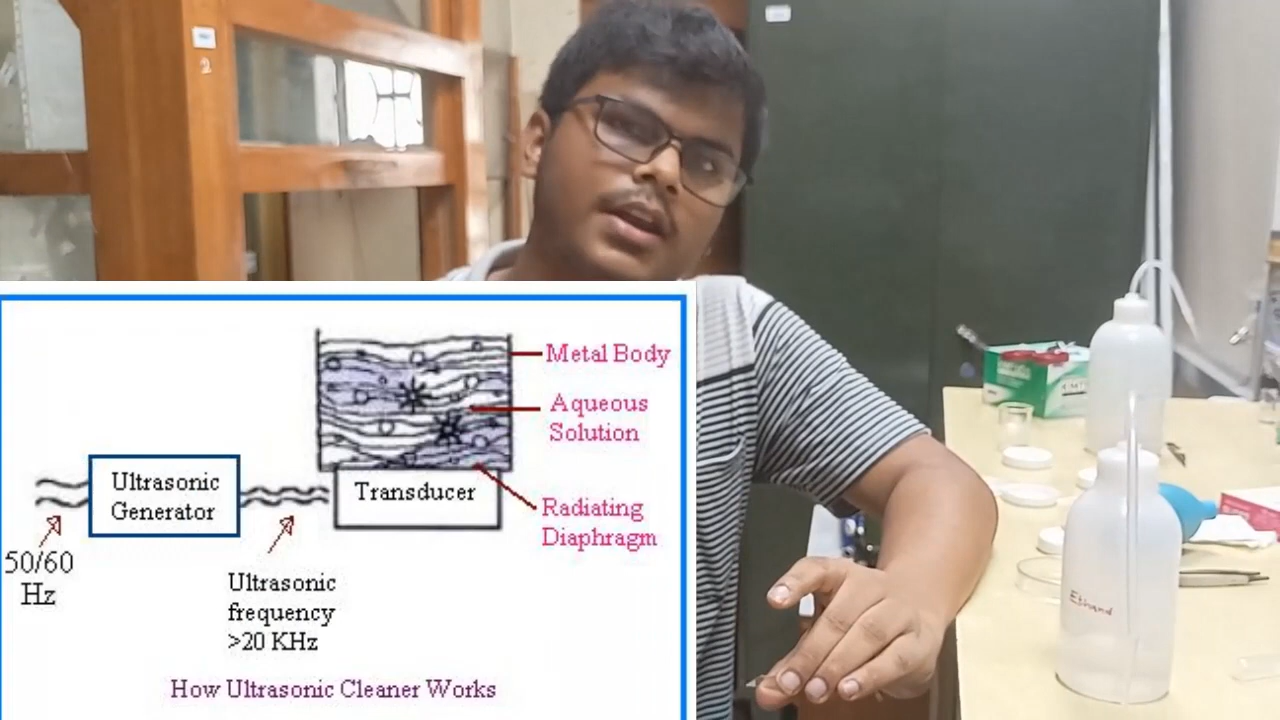 2
Metal Body
Aqueous
Solution
Ultrasonic
Generator
Transducer
Radiating
Diaphragm
50/60
Hz
Ultrasonic
frequency
>20 KHz
How Ultrasonic Cleaner Works
Ethanol